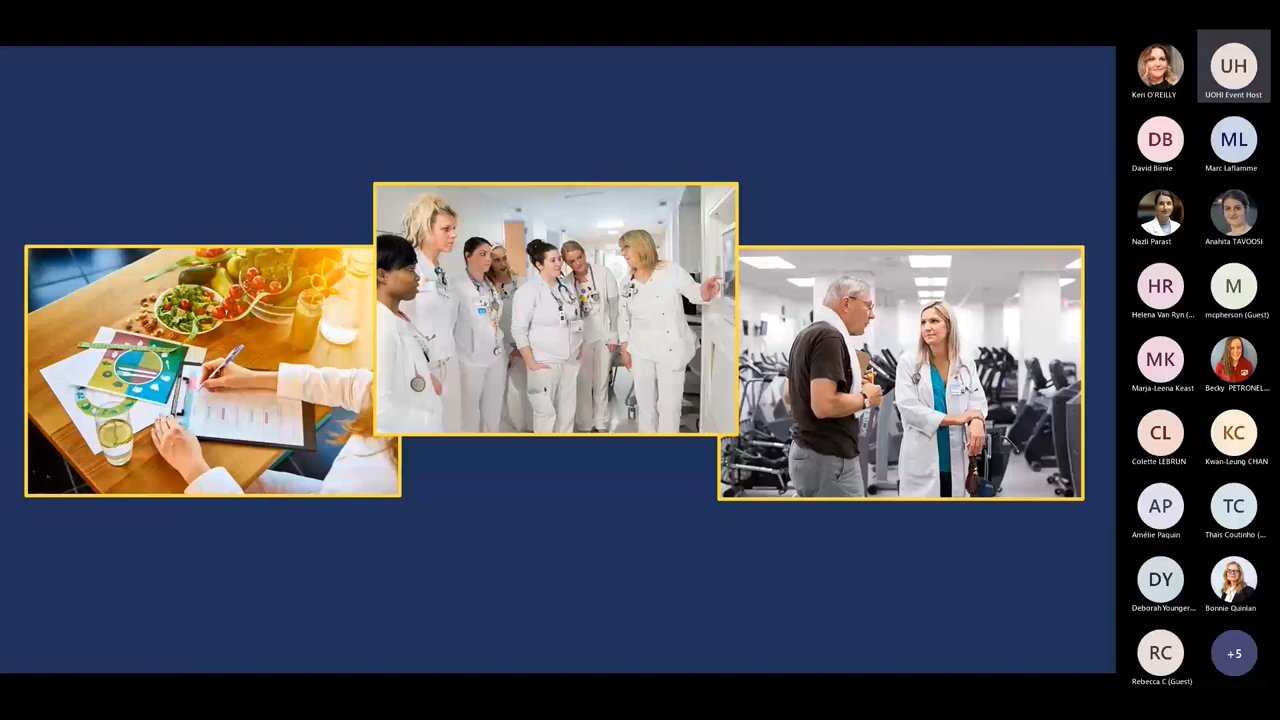 Keri O'REILLY
UH
UOHI Event Host
DB
David Birnie
ML
Marc Laflamme
Nazli Parast
Anahita TAVOOSI
HR
Helena Van Ryn (...
M
mcpherson (Guest)
MK
Marja-Leena Keast
Becky PETRONEL...
CL
Colette LEBRUN
KC
Kwan-Leung CHAN
AP
Amélie Paquin
TC
Thais Coutinho (...
DY
Deborah Younger...
Bonnie Quinlan
RC
Rebecca C (Guest)
+5